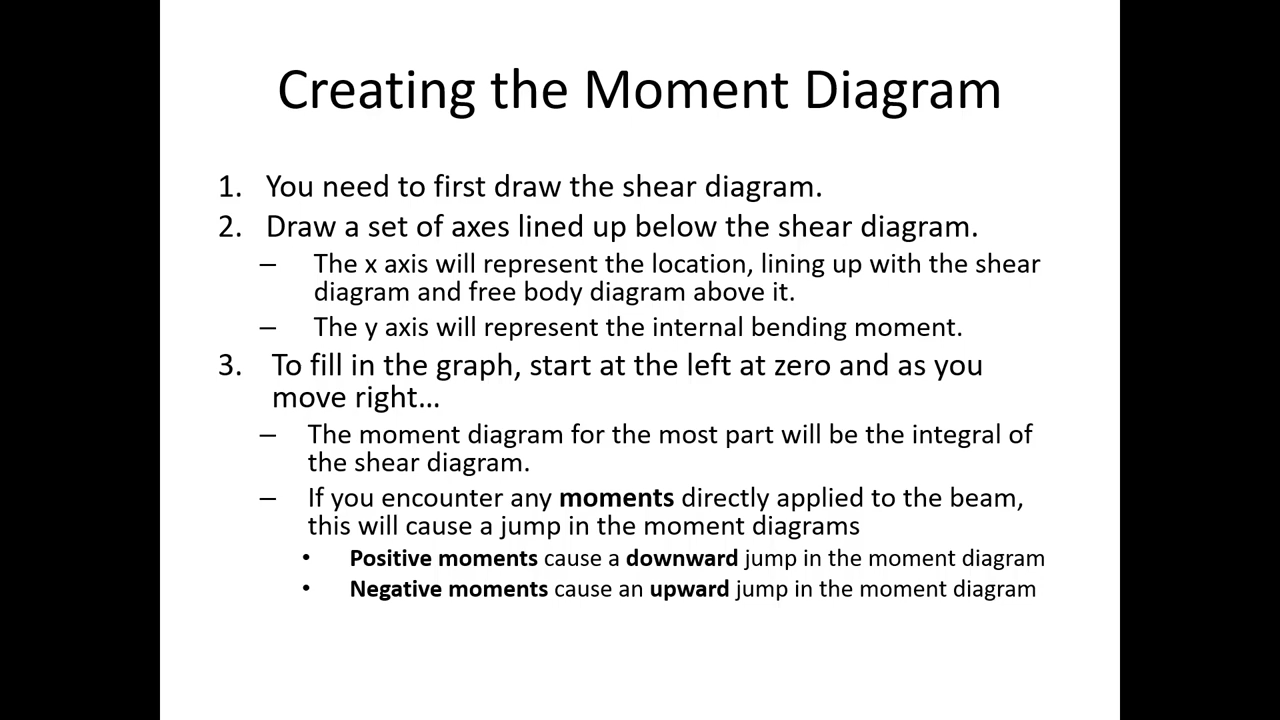 Creating the Moment Diagram
1. You need to first draw the shear diagram.
2. Draw a set of axes lined up below the shear diagram.
– The x axis will represent the location, lining up with the shear
diagram and free body diagram above it.
– The y axis will represent the internal bending moment.
3. To fill in the graph, start at the left at zero and as you
move right…
– The moment diagram for the most part will be the integral of
the shear diagram.
– If you encounter any moments directly applied to the beam,
this will cause a jump in the moment diagrams
• Positive moments cause a downward jump in the moment diagram
• Negative moments cause an upward jump in the moment diagram